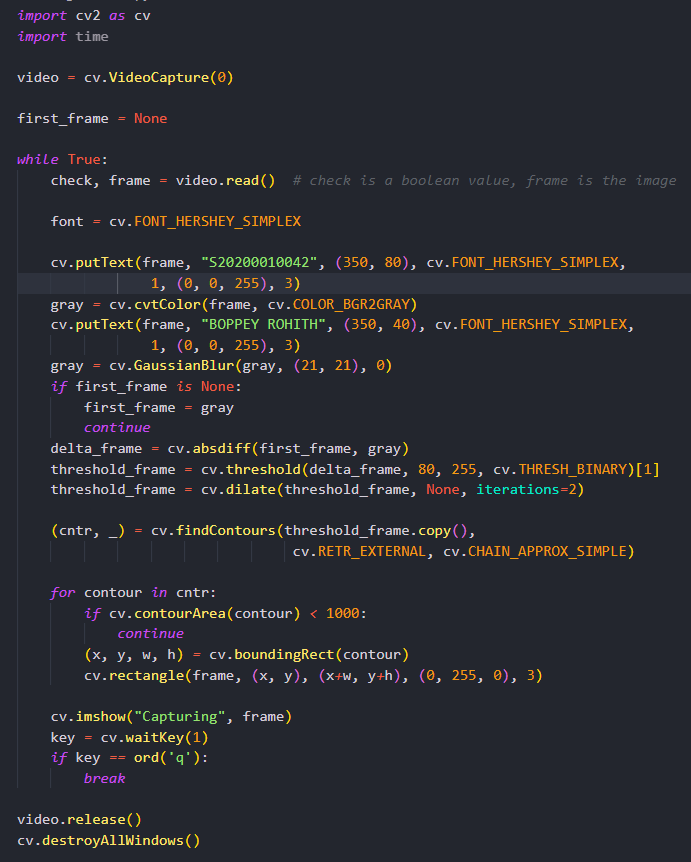 import cv2 as cv
import time
video = cv.VideoCapture(0)
first_frame = None
while True:
    check, frame = video.read()  # check is a boolean value, frame is the image
    font = cv.FONT_HERSHEY_SIMPLEX
    cv.putText(frame, "S20200010042", (350, 80), cv.FONT_HERSHEY_SIMPLEX,
                1, (0, 0, 255), 3)
    gray = cv.cvtColor(frame, cv.COLOR_BGR2GRAY)
    cv.putText(frame, "BOPPEY ROHITH", (350, 40), cv.FONT_HERSHEY_SIMPLEX,
                1, (0, 0, 255), 3)
    gray = cv.GaussianBlur(gray, (21, 21), 0)
    if first_frame is None:
        first_frame = gray
        continue
    delta_frame = cv.absdiff(first_frame, gray)
    threshold_frame = cv.threshold(delta_frame, 80, 255, cv.THRESH_BINARY)[1]
    threshold_frame = cv.dilate(threshold_frame, None, iterations=2)
    (cntr, _) = cv.findContours(threshold_frame.copy(),
                                 cv.RETR_EXTERNAL, cv.CHAIN_APPROX_SIMPLE)
    for contour in cntr:
        if cv.contourArea(contour) < 1000:
            continue
        (x, y, w, h) = cv.boundingRect(contour)
        cv.rectangle(frame, (x, y), (x+w, y+h), (0, 255, 0), 3)
    cv.imshow("Capturing", frame)
    key = cv.waitKey(1)
    if key == ord('q'):
        break
video.release()
cv.destroyAllWindows()